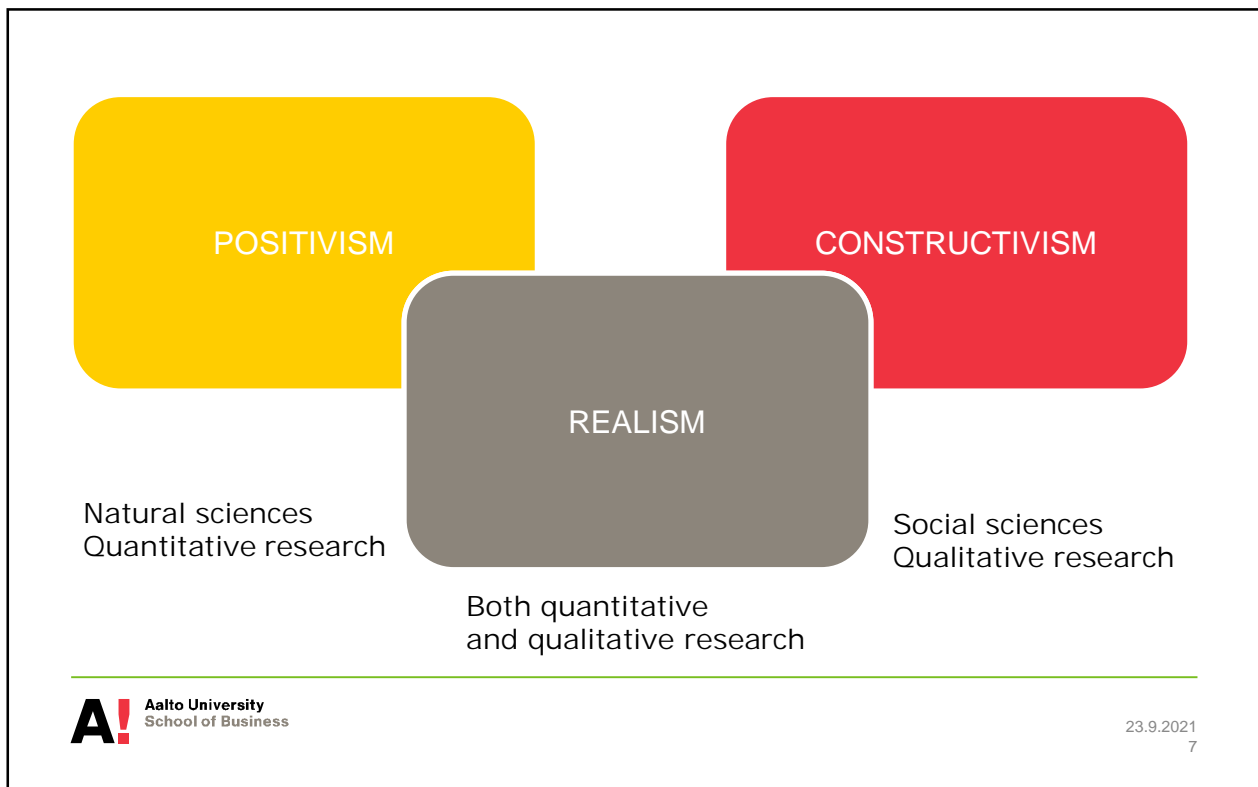 POSITIVISM
CONSTRUCTIVISM
REALISM
Natural sciences
Quantitative research
Social sciences
Qualitative research
Both quantitative
and qualitative research
A!
Aalto University
School of Business
23.9.2021
7